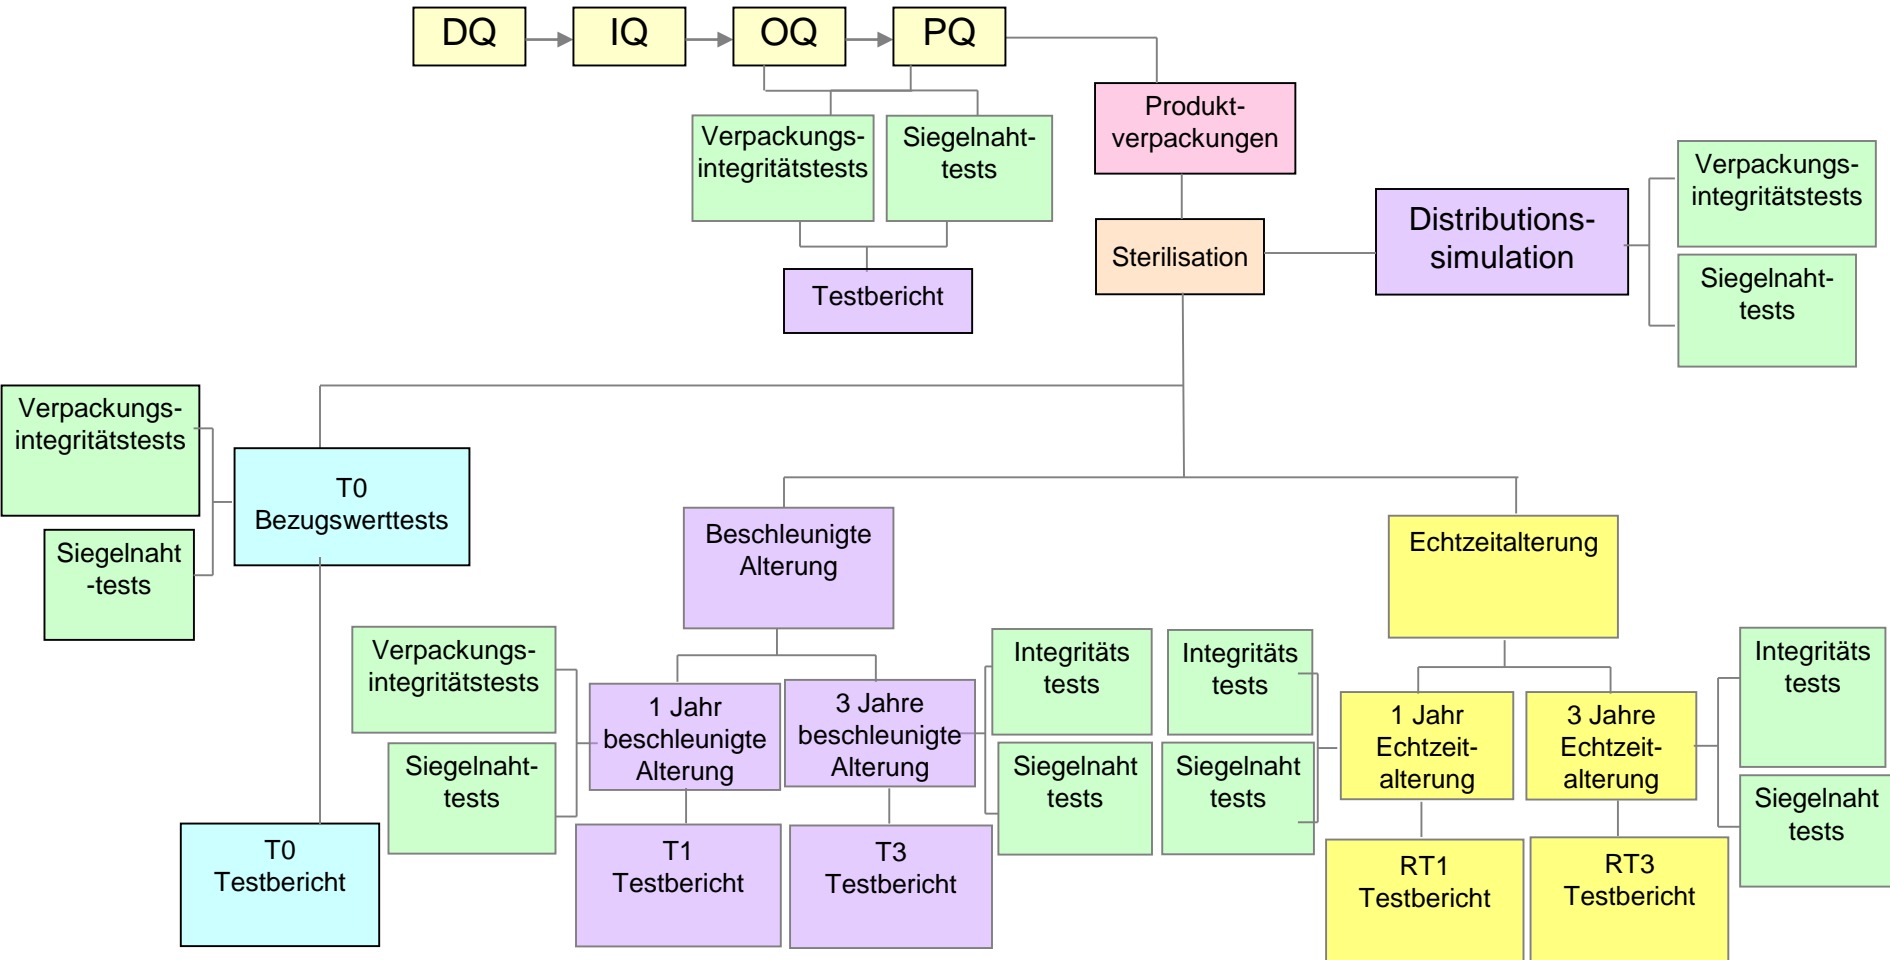 DQ
IQ
OQ
PQ
Produkt-
verpackungen
Verpackungs-
integritätstests
Siegelnaht-
tests
Testbericht
Sterilisation
Distributions-
simulation
Verpackungs-
integritätstests
Siegelnaht-
tests
Verpackungs-
integritätstests
Siegelnaht
-tests
T0
Bezugswerttests
T0
Testbericht
Beschleunigte
Alterung
Verpackungs-
integritätstests
Siegelnaht-
tests
1 Jahr
beschleunigte
Alterung
3 Jahre
beschleunigte
Alterung
Integritäts
tests
Siegelnaht
tests
T1
Testbericht
T3
Testbericht
Echtzeitalterung
Integritäts
tests
Siegelnaht
tests
1 Jahr
Echtzeit-
alterung
3 Jahre
Echtzeit-
alterung
Integritäts
tests
Siegelnaht
tests
RT1
Testbericht
RT3
Testbericht